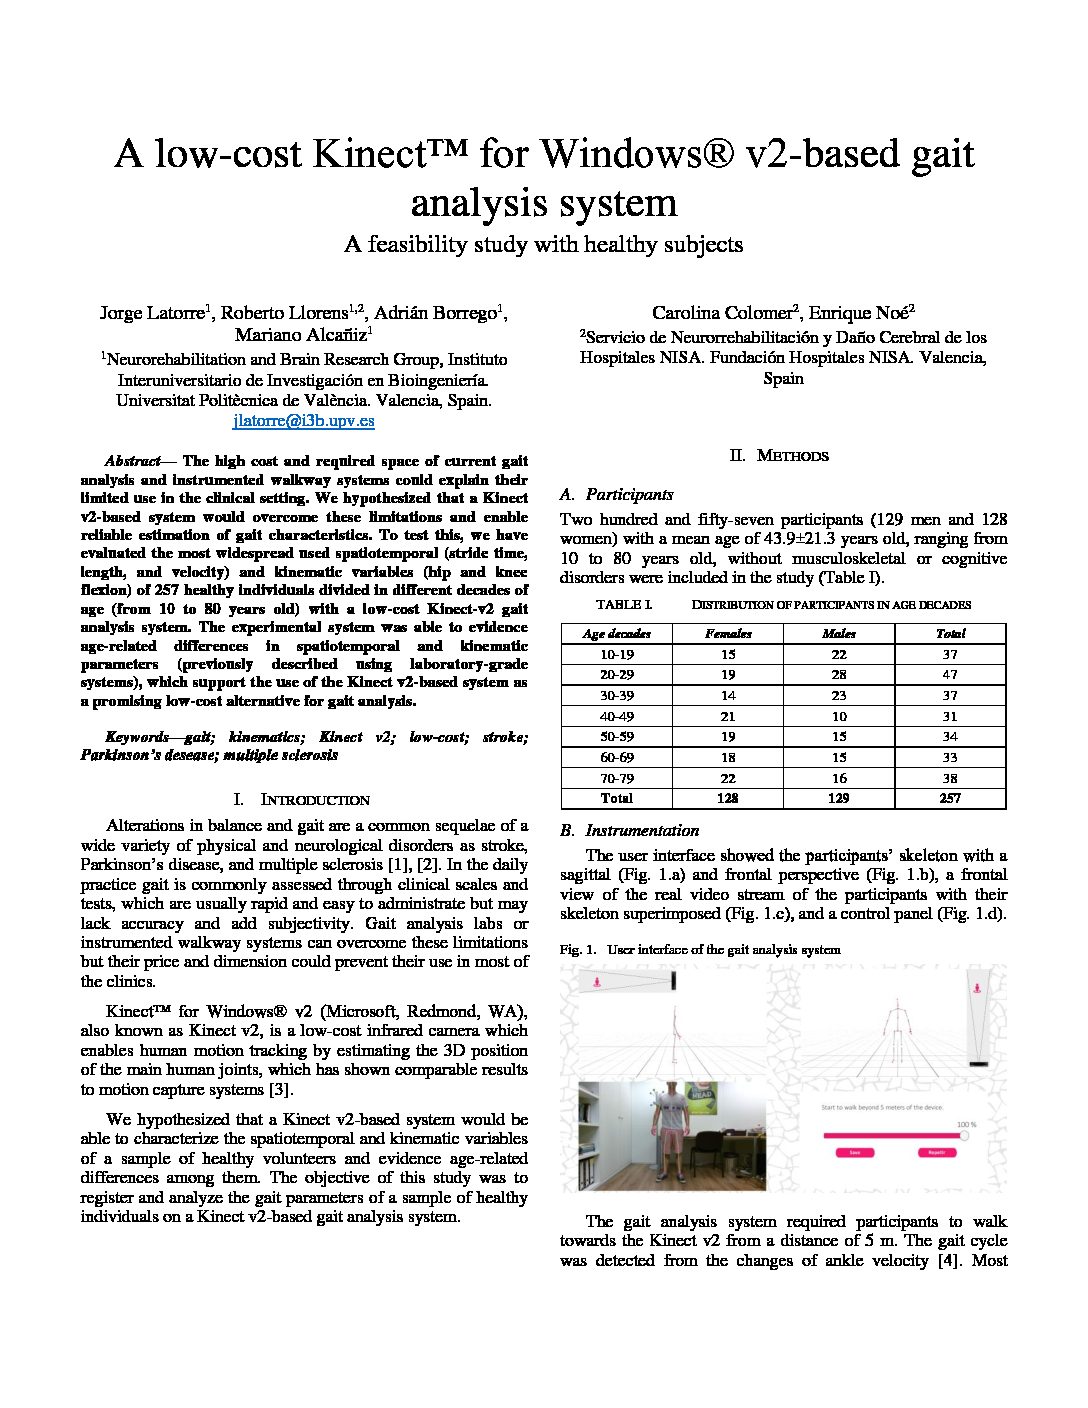 A low-cost Kinect™ for Windows® v2-based gait
analysis system
A feasibility study with healthy subjects
Jorge Latorre1, Roberto Llorens1,2, Adrián Borrego1,
Mariano Alcañiz1
1Neurorehabilitation and Brain Research Group, Instituto
Interuniversitario de Investigación en Bioingeniería.
Universitat Politècnica de València. Valencia, Spain.
jlatorre@i3b.upv.es
Carolina Colomer2, Enrique Noé2
2Servicio de Neurorrehabilitación y Daño Cerebral de los
Hospitales NISA. Fundación Hospitales NISA. Valencia,
Spain
Abstract— The high cost and required space of current gait
analysis and instrumented walkway systems could explain their
limited use in the clinical setting. We hypothesized that a Kinect
v2-based system would overcome these limitations and enable
reliable estimation of gait characteristics. To test this, we have
evaluated the most widespread used spatiotemporal (stride time,
length, and velocity) and kinematic variables (hip and knee
flexion) of 257 healthy individuals divided in different decades of
age (from 10 to 80 years old) with a low-cost Kinect-v2 gait
analysis system. The experimental system was able to evidence
age-related differences in spatiotemporal and kinematic
parameters (previously described using laboratory-grade
systems), which support the use of the Kinect v2-based system as
a promising low-cost alternative for gait analysis.
Keywords—gait; kinematics; Kinect v2; low-cost; stroke;
Parkinson's desease; multiple sclerosis
I. INTRODUCTION
Alterations in balance and gait are a common sequelae of a
wide variety of physical and neurological disorders as stroke,
Parkinson's disease, and multiple sclerosis [1], [2]. In the daily
practice gait is commonly assessed through clinical scales and
tests, which are usually rapid and easy to administrate but may
lack accuracy and add subjectivity. Gait analysis labs or
instrumented walkway systems can overcome these limitations
but their price and dimension could prevent their use in most of
the clinics.
Kinect™ for Windows® v2 (Microsoft, Redmond, WA),
also known as Kinect v2, is a low-cost infrared camera which
enables human motion tracking by estimating the 3D position
of the main human joints, which has shown comparable results
to motion capture systems [3].
We hypothesized that a Kinect v2-based system would be
able to characterize the spatiotemporal and kinematic variables
of a sample of healthy volunteers and evidence age-related
differences among them. The objective of this study was to
register and analyze the gait parameters of a sample of healthy
individuals on a Kinect v2-based gait analysis system.
II. METHODS
A. Participants
Two hundred and fifty-seven participants (129 men and 128
women) with a mean age of 43.9±21.3 years old, ranging from
10 to 80 years old, without musculoskeletal or cognitive
disorders were included in the study (Table I).
TABLE I. DISTRIBUTION OF PARTICIPANTS IN AGE DECADES
Age decades Females Males Total
10-19 15 22 37
20-29 19 28 47
30-39 14 23 37
40-49 21 10 31
50-59 19 15 34
60-69 18 15 33
70-79 22 16 38
Total 128 129 257
B. Instrumentation
The user interface showed the participants' skeleton with a
sagittal (Fig. 1.a) and frontal perspective (Fig. 1.b), a frontal
view of the real video stream of the participants with their
skeleton superimposed (Fig. 1.c), and a control panel (Fig. 1.d).
Fig. 1. User interface of the gait analysis system
HEAD
Start to walk beyond 5 meters of the device.
100 %
Save Repetir
The gait analysis system required participants to walk
towards the Kinect v2 from a distance of 5 m. The gait cycle
was detected from the changes of ankle velocity [4]. Most